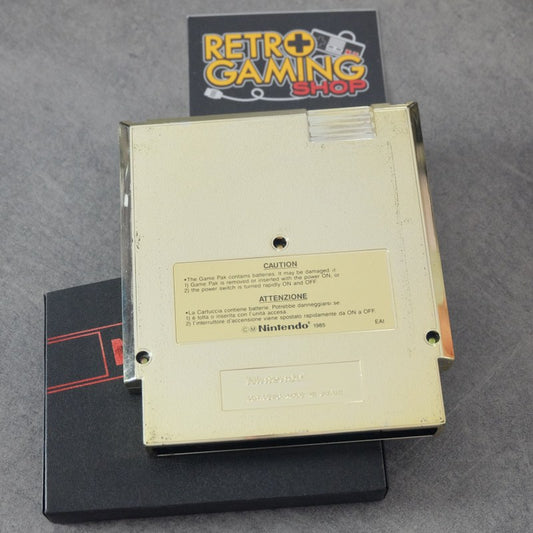 RETRO
GAMING
SHOP
CAUTION
•The Game Pak contains batteries. It may be damaged, if
1) Game Pak is removed or inserted with the power ON, or
2) the power switch is turned rapidly ON and OFF.
ATTENZIONE
•La Cartuccia contiene batterie. Potrebbe danneggiarsi se:
1) è tolta o inserita con l'unità accesa.
2) l'interruttore d'accensione viene spostato rapidamente da ON a OFF.
©M Nintendo® 1985 EAI
Nintendo